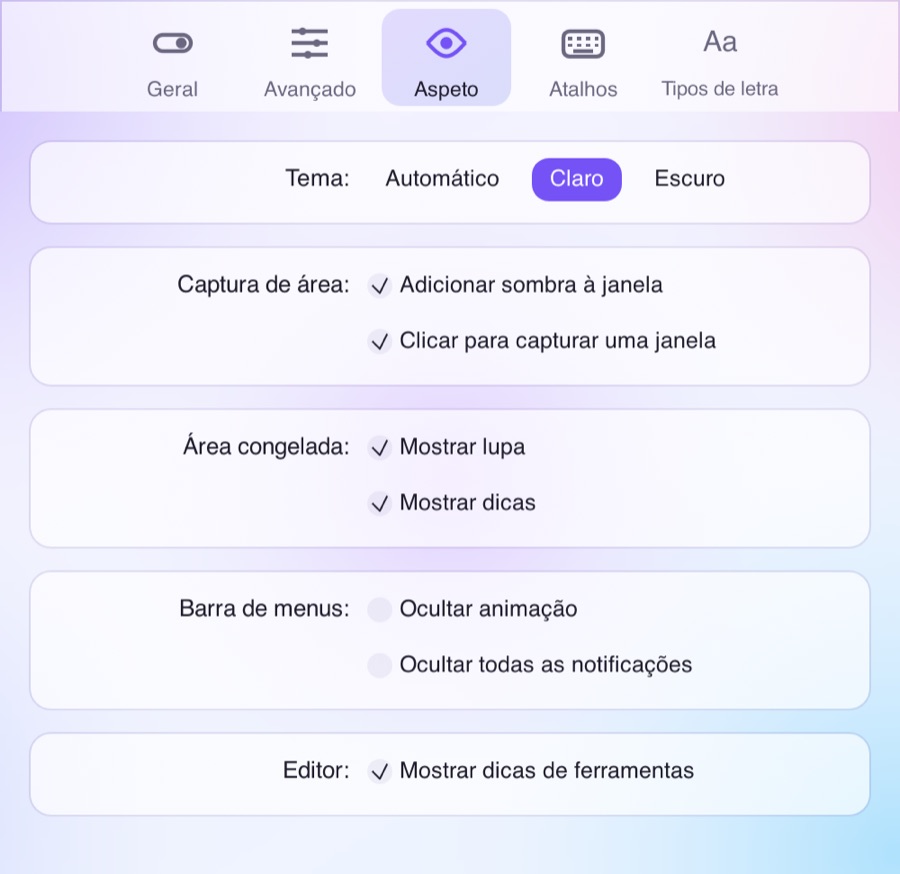 Geral
Avançado
Aspeto
Atalhos
Aa
Tipos de letra
Tema: Automático Claro Escuro
Captura de área: Adicionar sombra à janela
Clicar para capturar uma janela
Área congelada: Mostrar lupa
Mostrar dicas
Barra de menus: Ocultar animação
Ocultar todas as notificações
Editor: Mostrar dicas de ferramentas